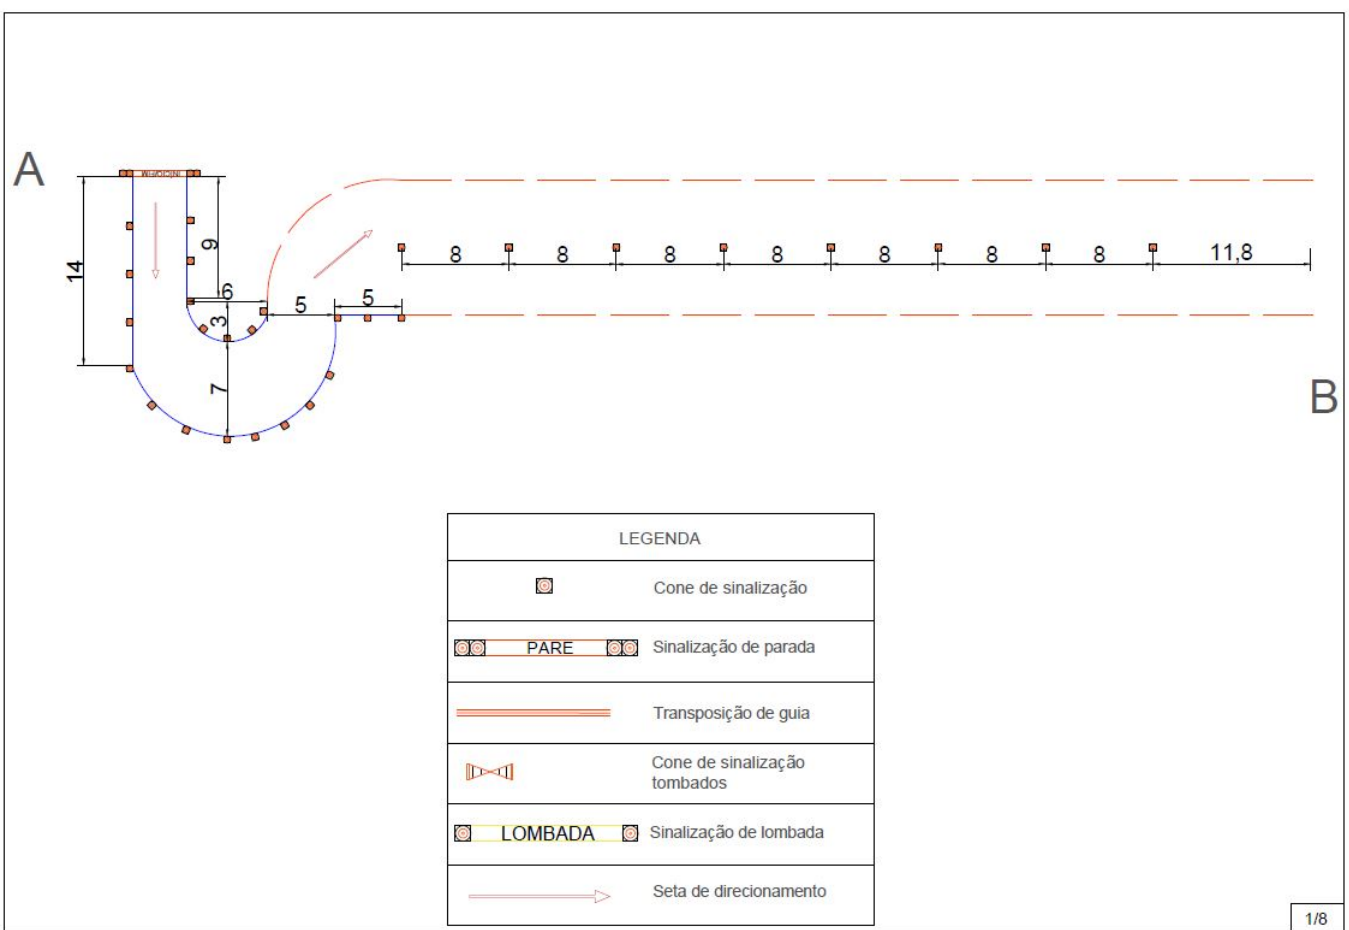 A
INÍCIO/FIM
14
9
6
3
5
5
7
8
8
8
8
8
8
8
11,8
B
LEGENDA
Cone de sinalização
PARE
Sinalização de parada
Transposição de guia
Cone de sinalização
tombados
LOMBADA
Sinalização de lombada
Seta de direcionamento
1/8